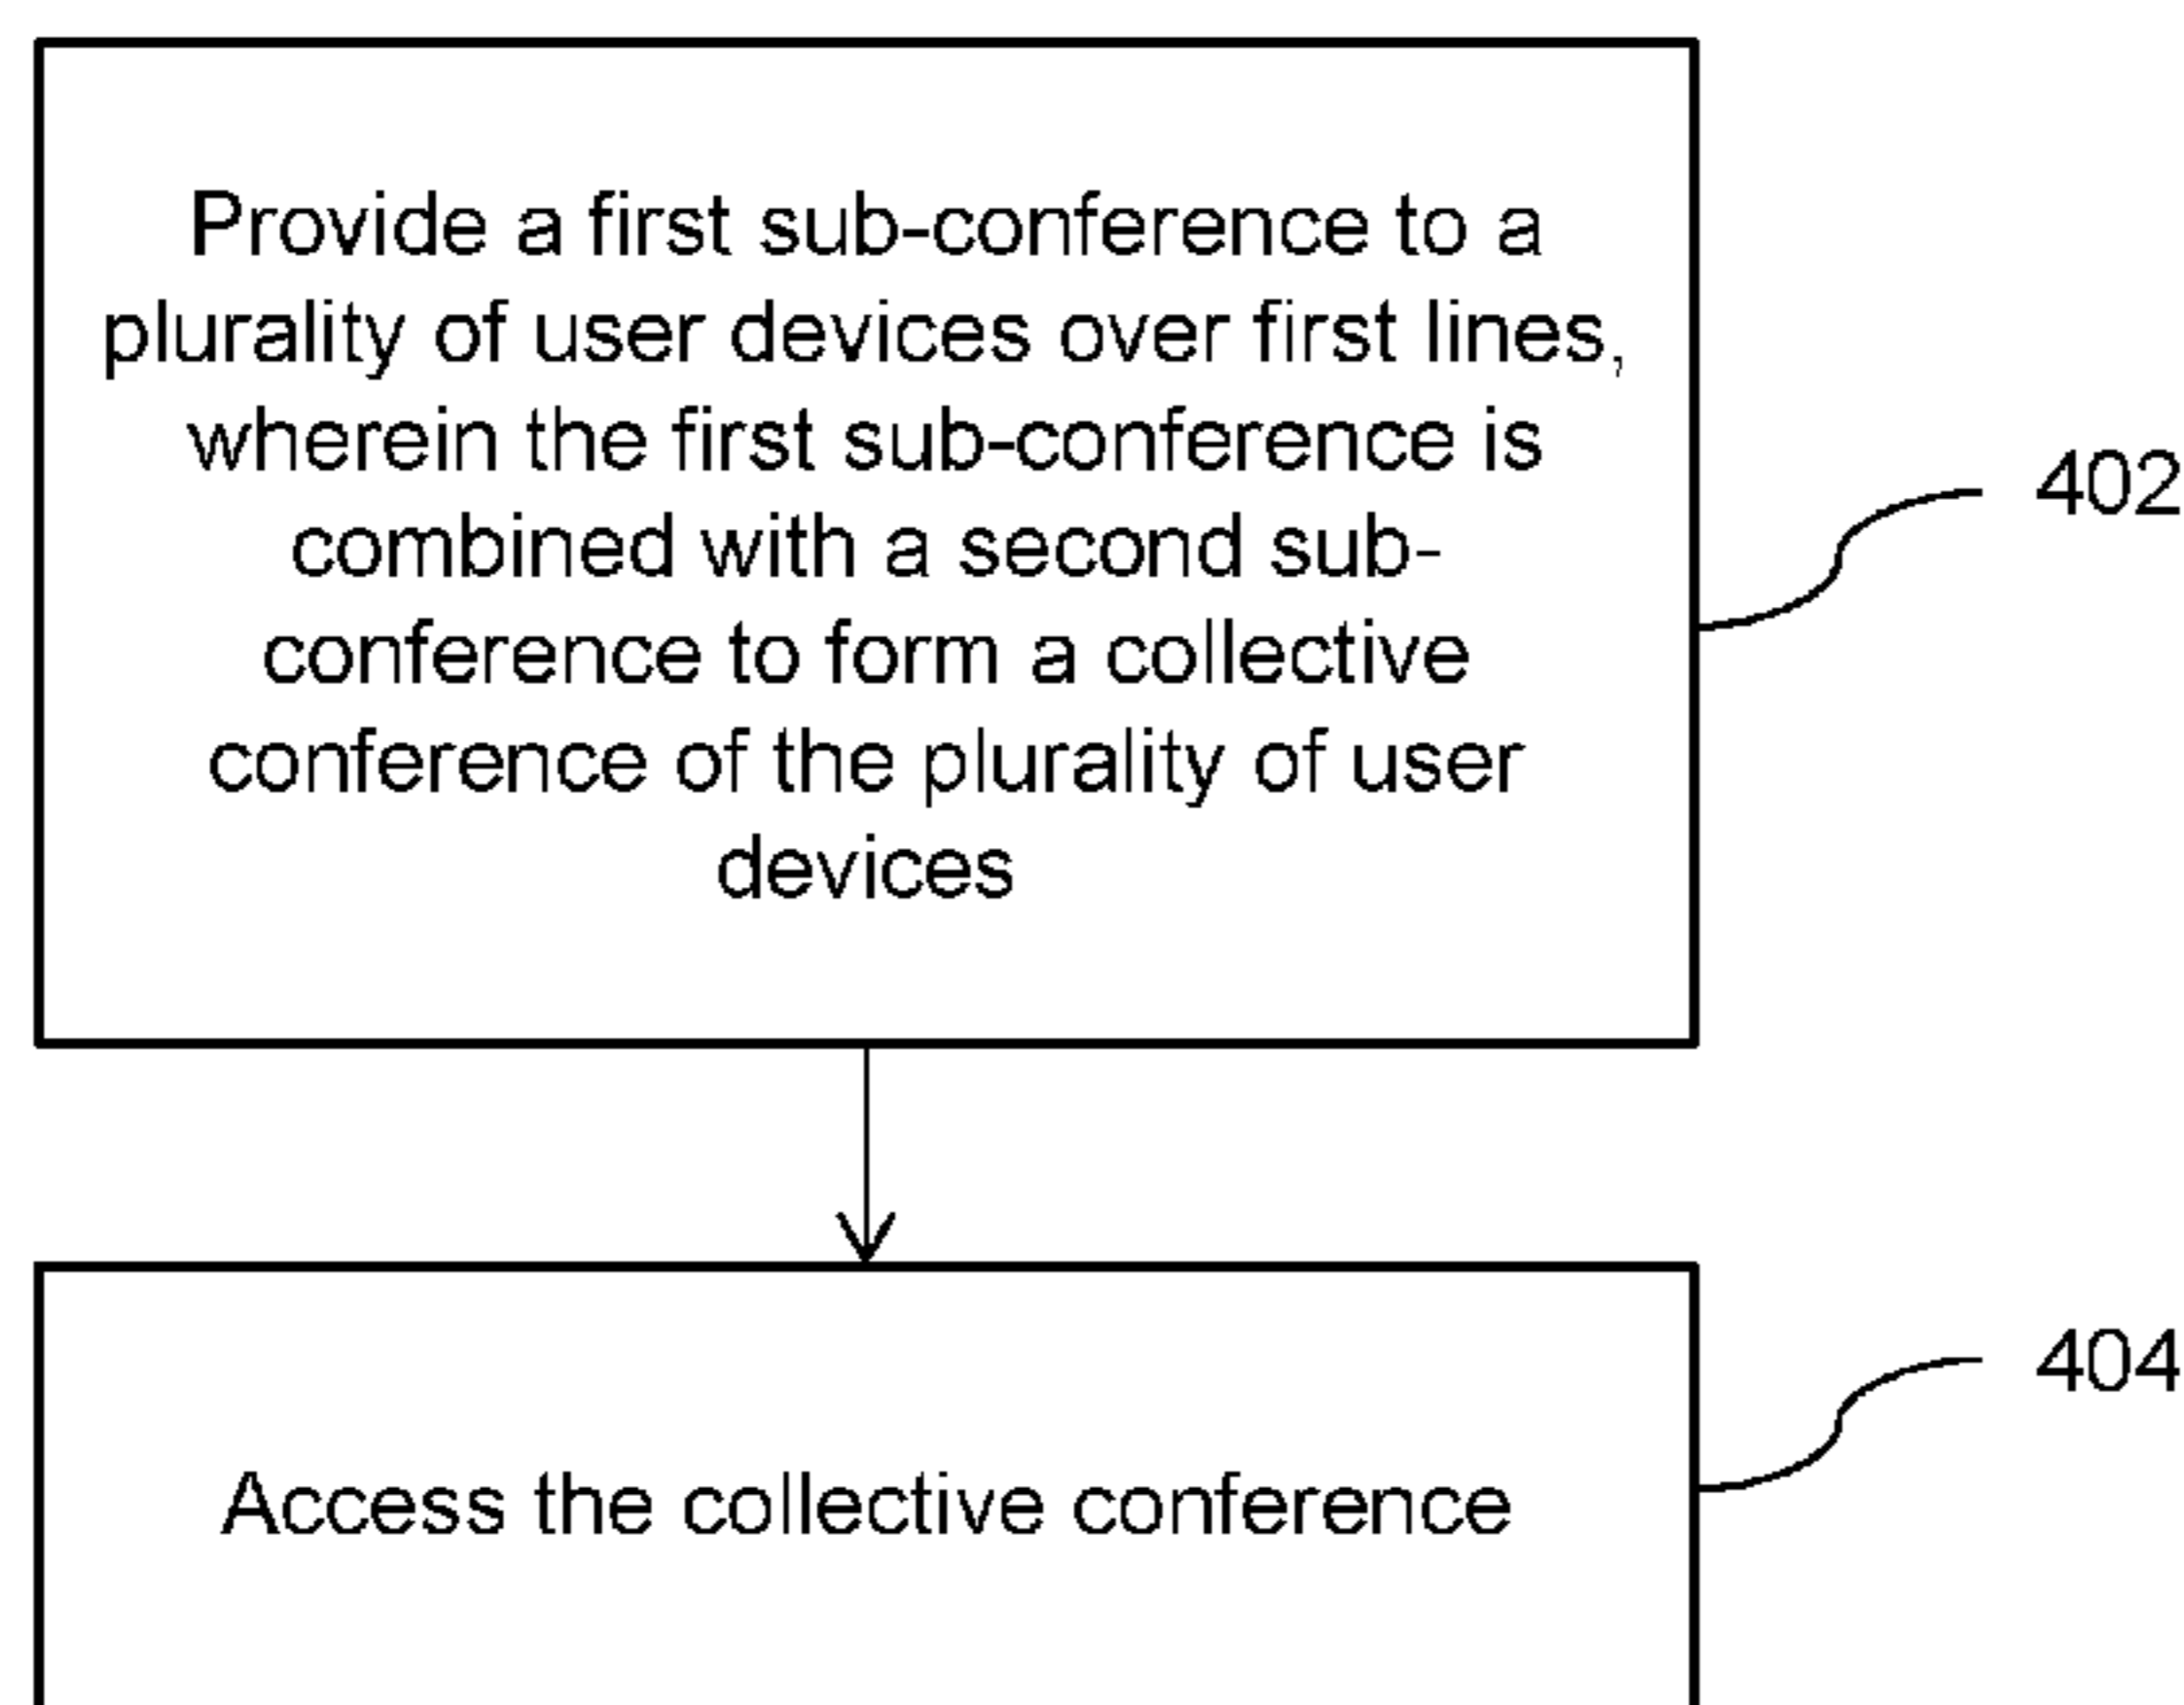 Provide a first sub-conference to a
plurality of user devices over first lines,
wherein the first sub-conference is
combined with a second sub-
conference to form a collective
conference of the plurality of user
devices
402
Access the collective conference
404